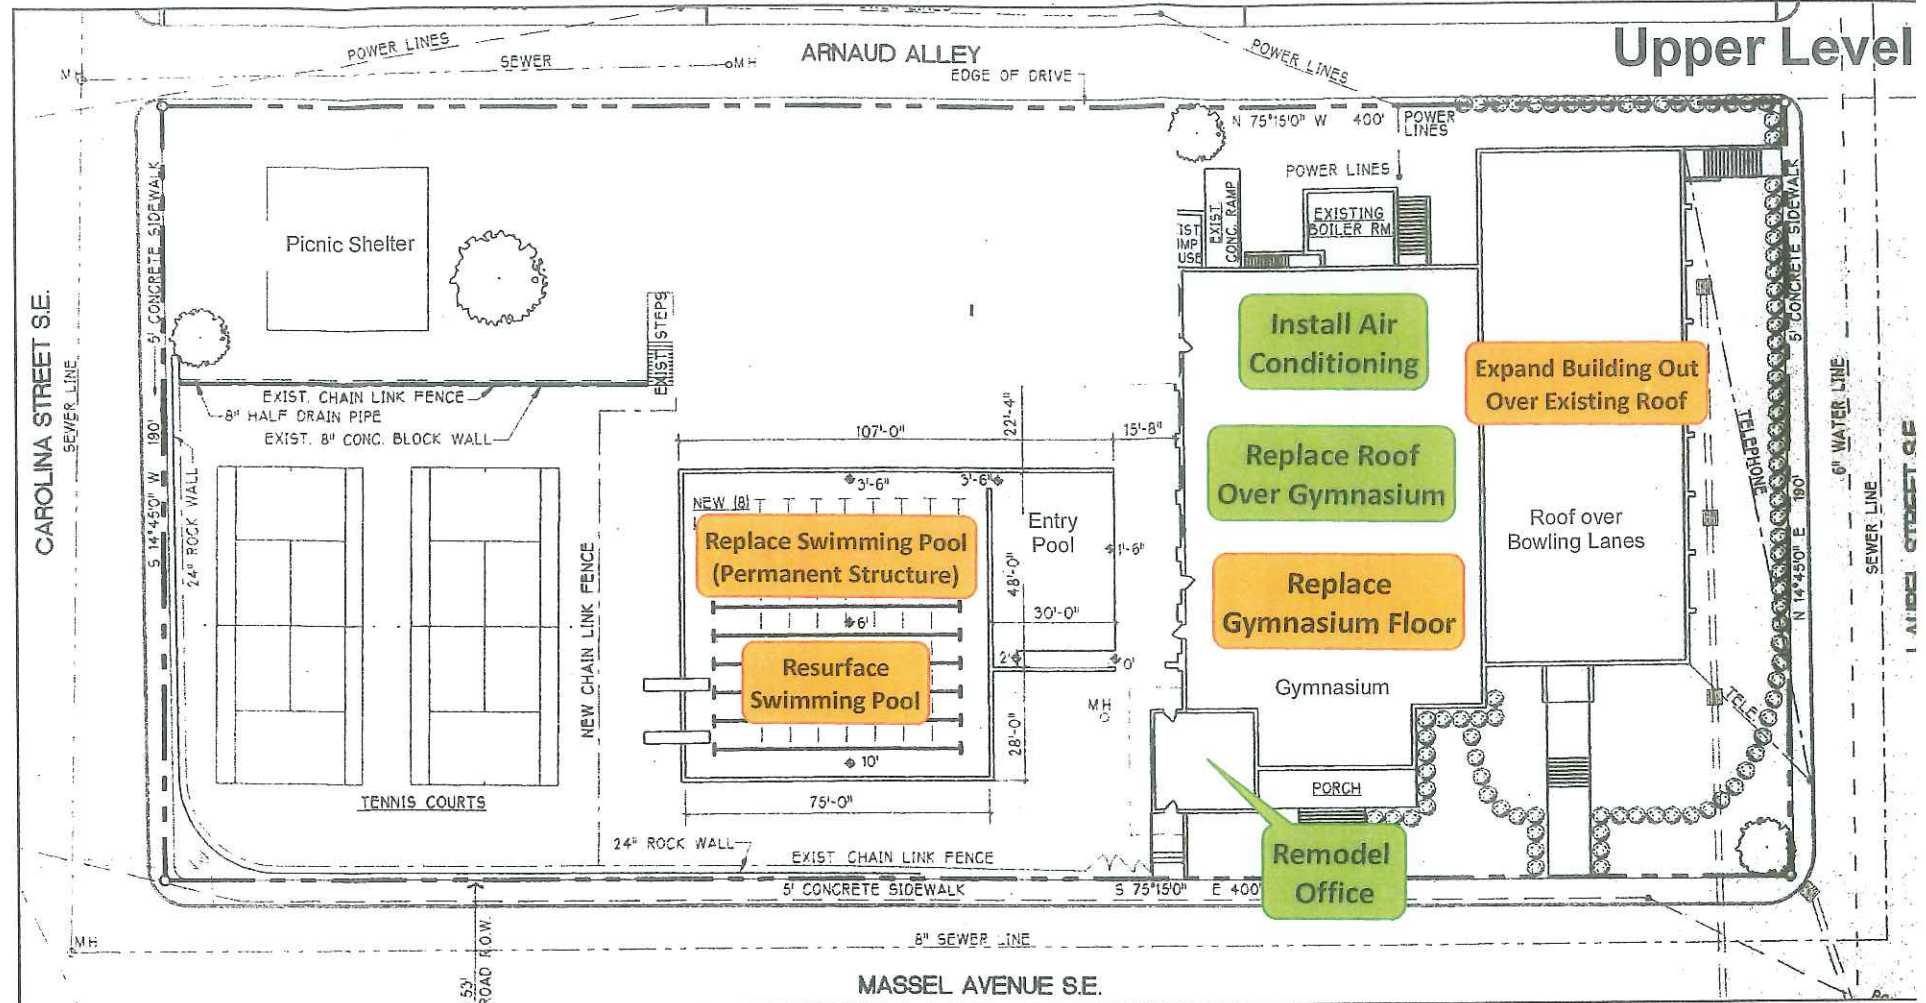 Upper Level
POWER LINES
SEWER
MH
MH
ARNAUD ALLEY
EDGE OF DRIVE
POWER LINES
N 75°15'0" W 400'
POWER
LINES
POWER LINES
5' CONCRETE SIDEWALK
Picnic Shelter
EXIST
CONC. RAMP
EXISTING
BOILER RM
5' CONCRETE SIDEWALK
CAROLINA STREET S.E.
SEWER LINE
EXIST STEPS
EXIST. CHAIN LINK FENCE
8" HALF DRAIN PIPE
EXIST. 8" CONC. BLOCK WALL
S 14°45'0" W 190'
24" ROCK WALL
NEW CHAIN LINK FENCE
TENNIS COURTS
107'-0"
22'-4"
15'-8"
3'-6"
3'-6"
NEW (8)
Replace Swimming Pool
(Permanent Structure)
Entry
Pool
1'-6"
48'-0"
30'-0"
6'
2'
0'
Resurface
Swimming Pool
10'
28'-0"
75'-0"
MH
Install Air
Conditioning
Replace Roof
Over Gymnasium
Replace
Gymnasium Floor
Gymnasium
Expand Building Out
Over Existing Roof
Roof over
Bowling Lanes
TELEPHONE
N 14°45'0" E 190'
6" WATER LINE
SEWER LINE
PORCH
Remodel
Office
24" ROCK WALL
EXIST CHAIN LINK FENCE
5' CONCRETE SIDEWALK
S 75°15'0" E 400'
MH
8" SEWER LINE
53'
ROAD R.O.W.
MASSEL AVENUE S.E.